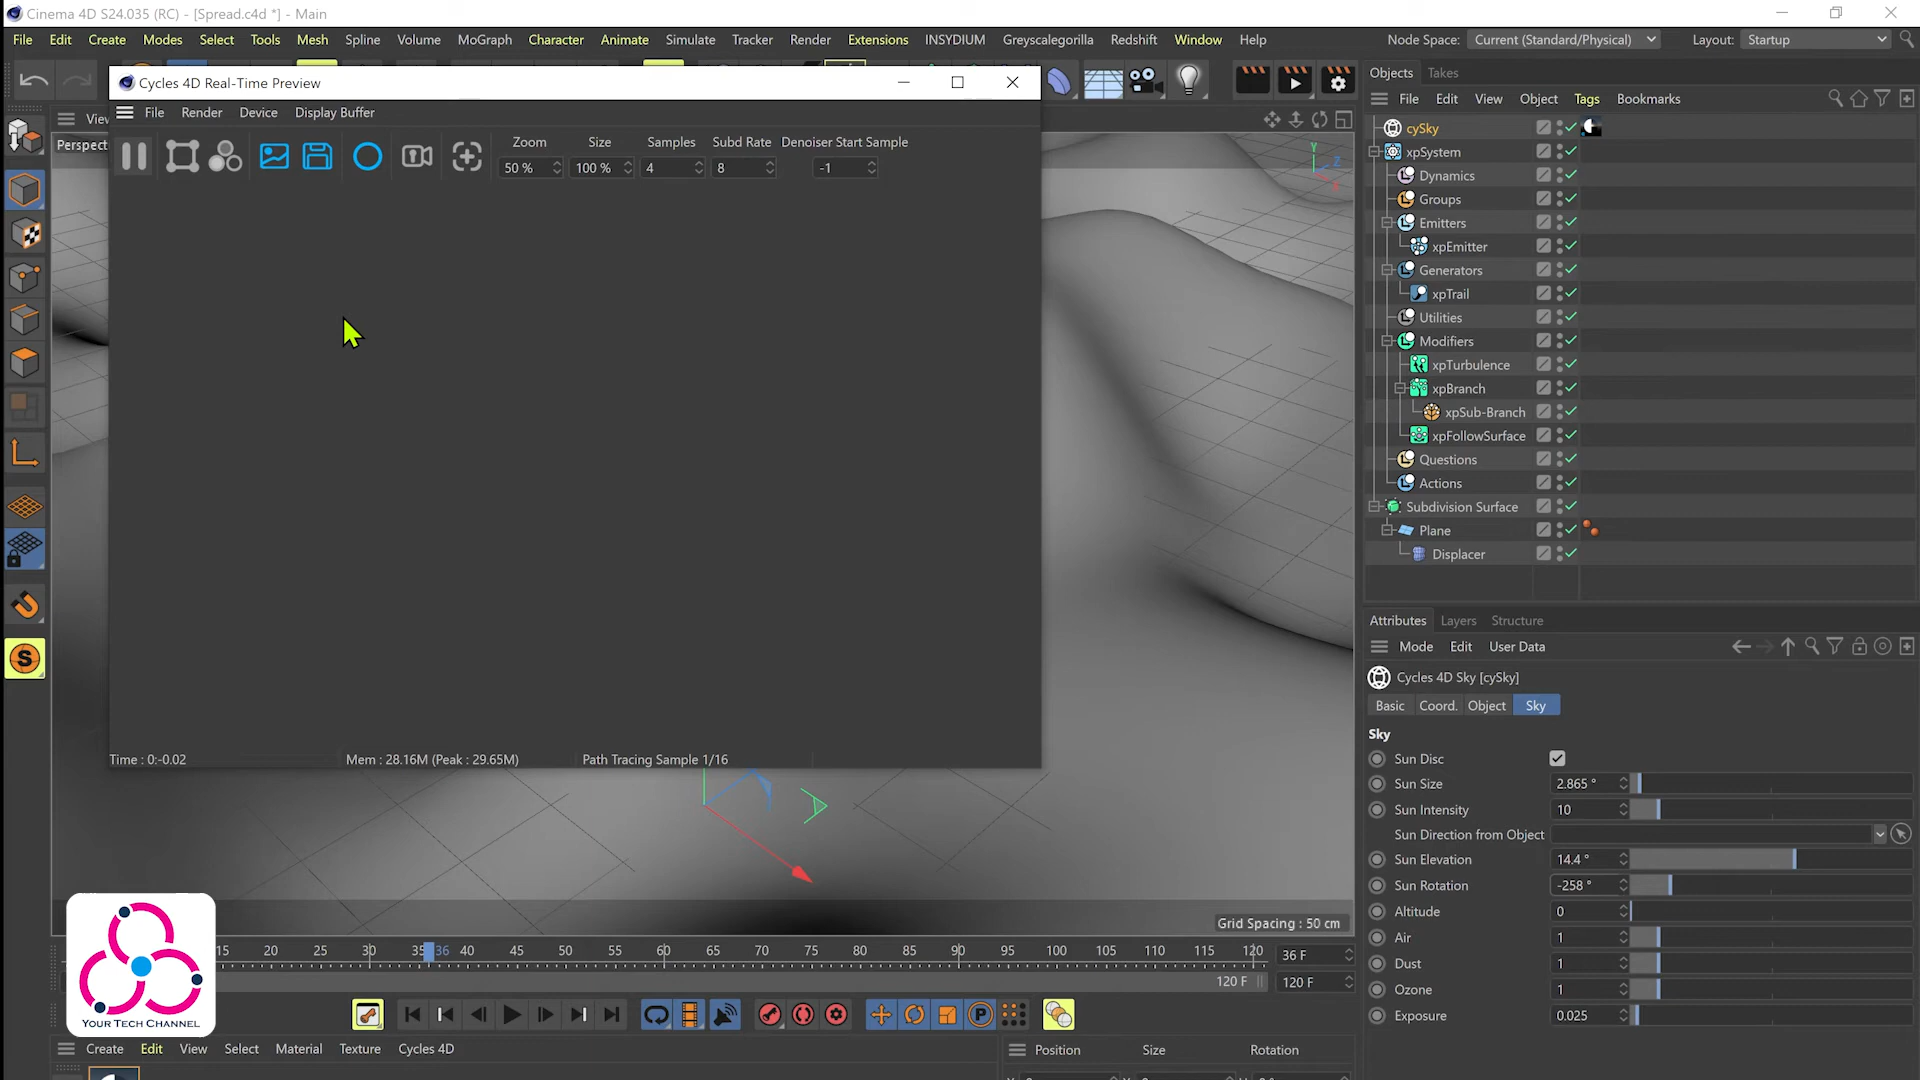 Cinema 4D S24.035 (RC) - [Spread.c4d *] - Main
File Edit Create Modes Select Tools Mesh Spline Volume MoGraph Character Animate Simulate Tracker Render Extensions INSYDIUM Greyscalegorilla Redshift Window Help Node Space: Current (Standard/Physical) Layout: Startup
Cycles 4D Real-Time Preview
File Render Device Display Buffer
Zoom Size Samples Subd Rate Denoiser Start Sample
50 % 100 % 4 8 -1
Time : 0:-0.02 Mem : 28.16M (Peak : 29.65M) Path Tracing Sample 1/16
Perspect
Y
Z
X
Grid Spacing : 50 cm
15 20 25 30 35 36 40 45 50 55 60 65 70 75 80 85 90 95 100 105 110 115 120 36 F
120 F 120 F
YOUR TECH CHANNEL
Create Edit View Select Material Texture Cycles 4D
Position Size Rotation
Objects Takes
File Edit View Object Tags Bookmarks
cySky
xpSystem
Dynamics
Groups
Emitters
xpEmitter
Generators
xpTrail
Utilities
Modifiers
xpTurbulence
xpBranch
xpSub-Branch
xpFollowSurface
Questions
Actions
Subdivision Surface
Plane
Displacer
Attributes Layers Structure
Mode Edit User Data
Cycles 4D Sky [cySky]
Basic Coord. Object Sky
Sky
Sun Disc
Sun Size 2.865 °
Sun Intensity 10
Sun Direction from Object
Sun Elevation 14.4 °
Sun Rotation -258 °
Altitude 0
Air 1
Dust 1
Ozone 1
Exposure 0.025